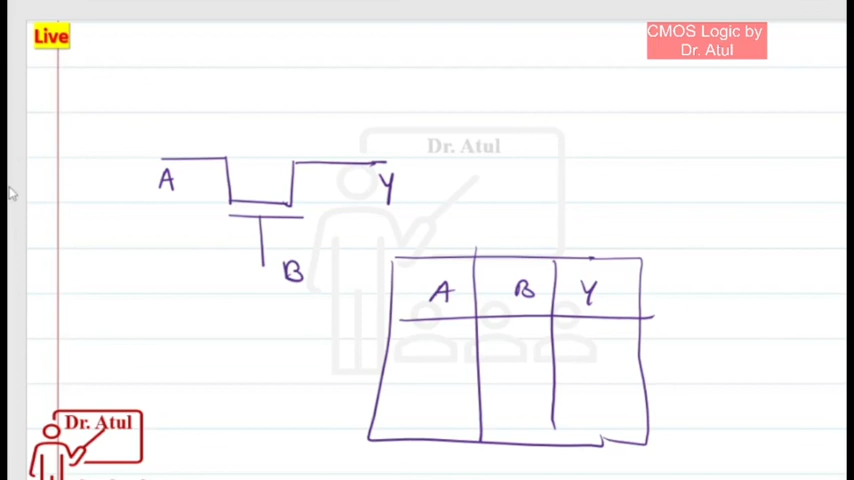 Live
CMOS Logic by
Dr. Atul
Dr. Atul
A
Y
B
A B Y
Dr. Atul